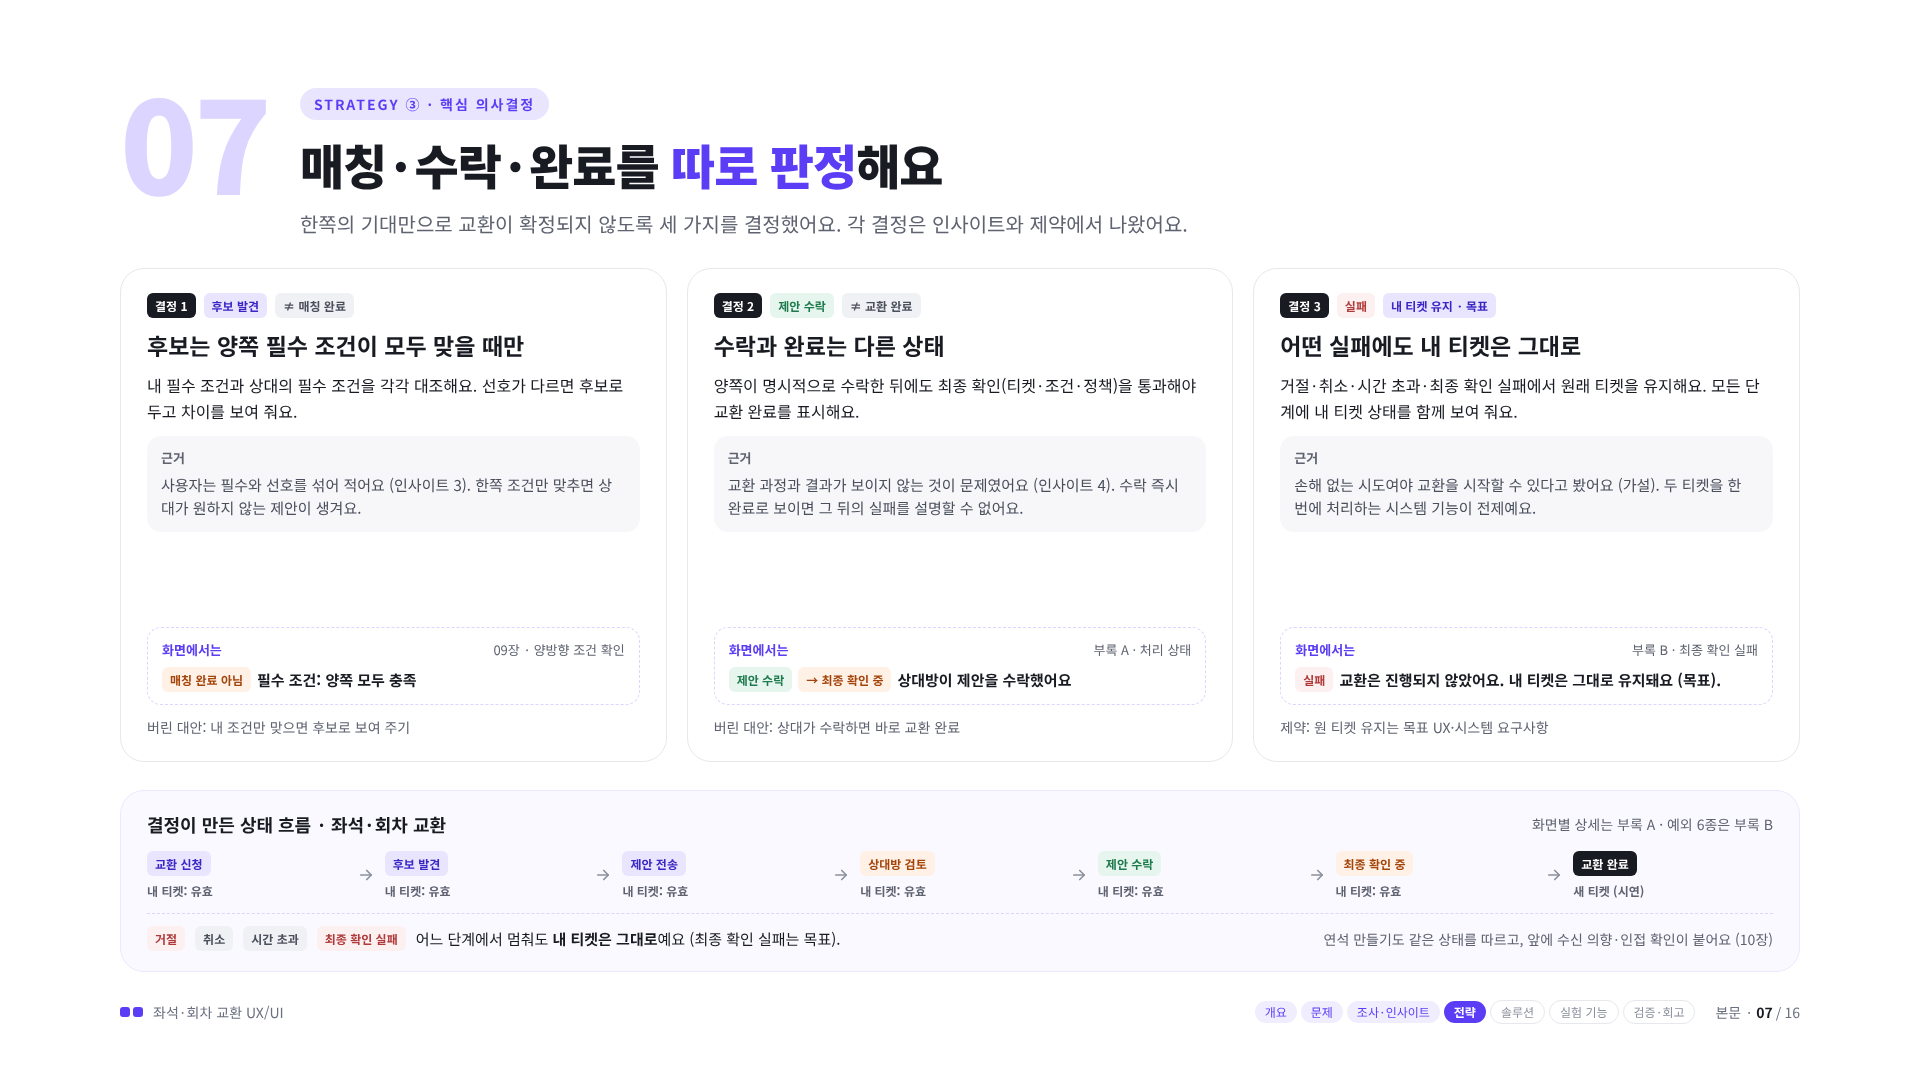 07
STRATEGY ③ · 핵심 의사결정
매칭·수락·완료를 따로 판정해요
한쪽의 기대만으로 교환이 확정되지 않도록 세 가지를 결정했어요. 각 결정은 인사이트와 제약에서 나왔어요.
결정 1 후보 발견 ≠ 매칭 완료
후보는 양쪽 필수 조건이 모두 맞을 때만
내 필수 조건과 상대의 필수 조건을 각각 대조해요. 선호가 다르면 후보로
두고 차이를 보여 줘요.
근거
사용자는 필수와 선호를 섞어 적어요 (인사이트 3). 한쪽 조건만 맞추면 상
대가 원하지 않는 제안이 생겨요.
화면에서는 09장 · 양방향 조건 확인
매칭 완료 아님 필수 조건: 양쪽 모두 충족
버린 대안: 내 조건만 맞으면 후보로 보여 주기
결정 2 제안 수락 ≠ 교환 완료
수락과 완료는 다른 상태
양쪽이 명시적으로 수락한 뒤에도 최종 확인(티켓·조건·정책)을 통과해야
교환 완료를 표시해요.
근거
교환 과정과 결과가 보이지 않는 것이 문제였어요 (인사이트 4). 수락 즉시
완료로 보이면 그 뒤의 실패를 설명할 수 없어요.
화면에서는 부록 A · 처리 상태
제안 수락 → 최종 확인 중 상대방이 제안을 수락했어요
버린 대안: 상대가 수락하면 바로 교환 완료
결정 3 실패 내 티켓 유지 · 목표
어떤 실패에도 내 티켓은 그대로
거절·취소·시간 초과·최종 확인 실패에서 원래 티켓을 유지해요. 모든 단
계에 내 티켓 상태를 함께 보여 줘요.
근거
손해 없는 시도여야 교환을 시작할 수 있다고 봤어요 (가설). 두 티켓을 한
번에 처리하는 시스템 기능이 전제예요.
화면에서는 부록 B · 최종 확인 실패
실패 교환은 진행되지 않았어요. 내 티켓은 그대로 유지돼요 (목표).
제약: 원 티켓 유지는 목표 UX·시스템 요구사항
결정이 만든 상태 흐름 · 좌석·회차 교환 화면별 상세는 부록 A · 예외 6종은 부록 B
교환 신청 → 후보 발견 → 제안 전송 → 상대방 검토 → 제안 수락 → 최종 확인 중 → 교환 완료
내 티켓: 유효 내 티켓: 유효 내 티켓: 유효 내 티켓: 유효 내 티켓: 유효 내 티켓: 유효 새 티켓 (시연)
거절 취소 시간 초과 최종 확인 실패 어느 단계에서 멈춰도 내 티켓은 그대로예요 (최종 확인 실패는 목표). 연석 만들기도 같은 상태를 따르고, 앞에 수신 의향·인접 확인이 붙어요 (10장)
좌석·회차 교환 UX/UI 개요 문제 조사·인사이트 전략 솔루션 실험 기능 검증·회고 본문 · 07 / 16